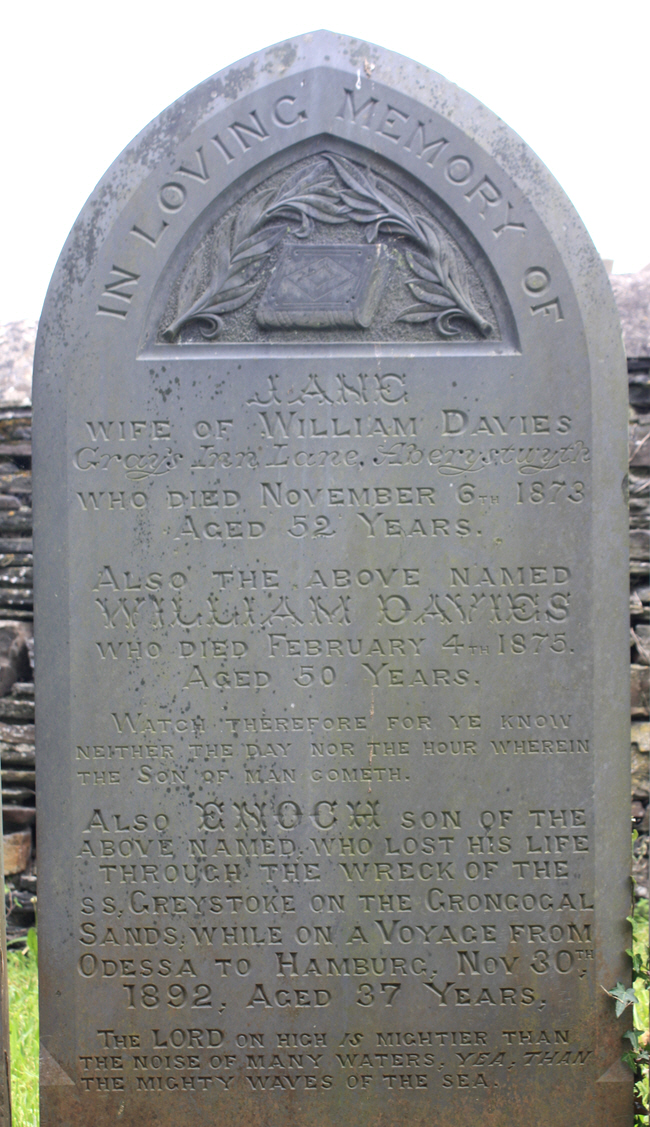 IN LOVING MEMORY OF
JANE
WIFE OF WILLIAM DAVIES
Grays Inn Lane, Aberystwyth
WHO DIED NOVEMBER 6TH 1873
AGED 52 YEARS.
ALSO THE ABOVE NAMED
WILLIAM DAVIES
WHO DIED FEBRUARY 4TH 1875.
AGED 50 YEARS.
WATCH THEREFORE FOR YE KNOW
NEITHER THE DAY NOR THE HOUR WHEREIN
THE SON OF MAN COMETH.
ALSO ENOCH SON OF THE
ABOVE NAMED, WHO LOST HIS LIFE
THROUGH THE WRECK OF THE
SS, GREYSTOKE ON THE GRONGOGAL
SANDS, WHILE ON A VOYAGE FROM
ODESSA TO HAMBURG, NOV 30TH,
1892, AGED 37 YEARS,
THE LORD ON HIGH IS MIGHTIER THAN
THE NOISE OF MANY WATERS, YEA, THAN
THE MIGHTY WAVES OF THE SEA.